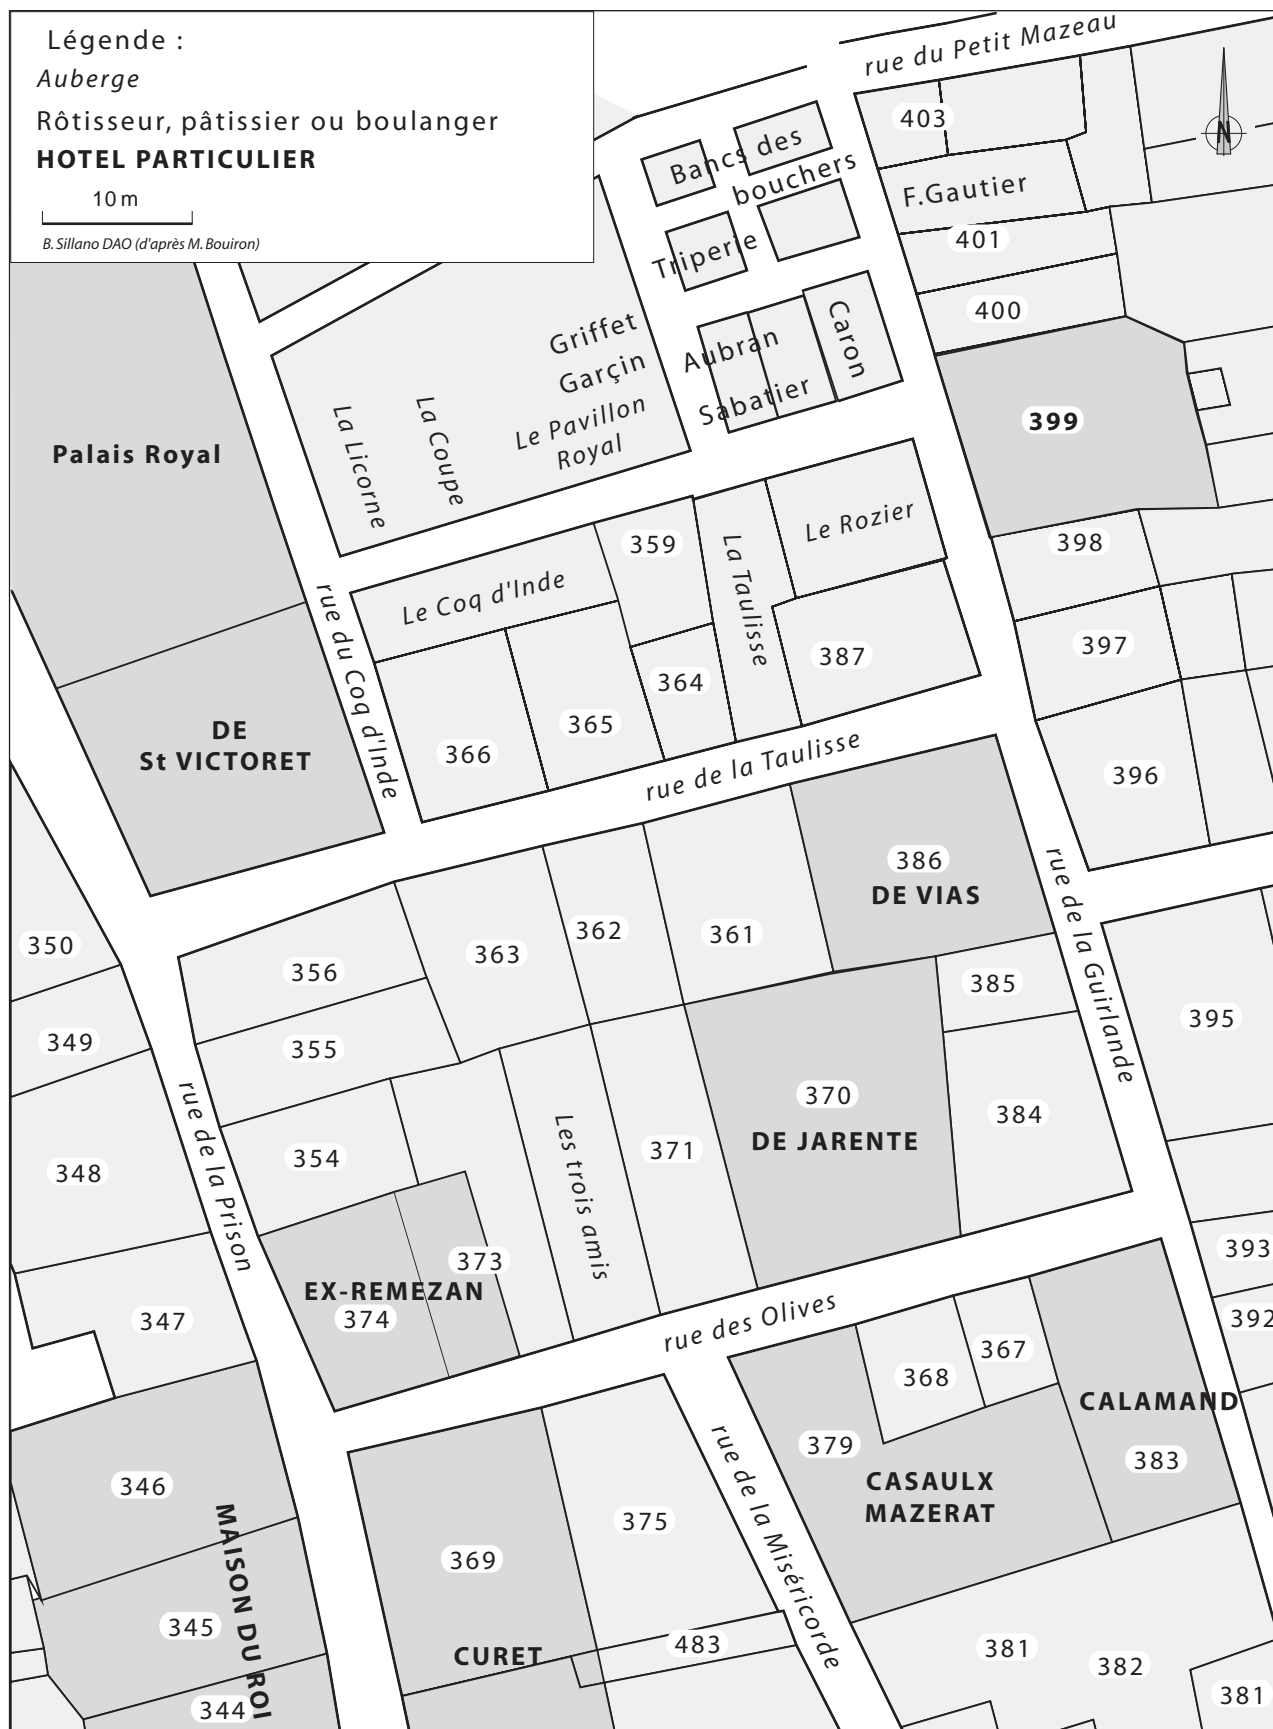 Légende :
Auberge
Rôtisseur, pâtissier ou boulanger
HOTEL PARTICULIER
10 m
B. Sillano DAO (d'après M. Bouiron)
rue du Petit Mazeau
N
403
Bancs des
bouchers
F.Gautier
Triperie
401
400
Griffet
Garçin
Aubran
Sabatier
Caron
Le Pavillon
Royal
La Coupe
La Licorne
399
Palais Royal
359
La Taulisse
Le Rozier
398
Le Coq d'Inde
rue du Coq d'Inde
397
387
364
365
366
DE
St VICTORET
rue de la Taulisse
396
386
DE VIAS
rue de la Guirlande
350
356
363
362
361
385
395
349
355
rue de la Prison
370
DE JARENTE
384
348
354
Les trois amis
371
373
EX-REMEZAN
374
393
392
347
rue des Olives
367
368
CALAMAND
383
379
CASAULX
MAZERAT
rue de la Miséricorde
346
MAISON DU ROI
375
369
345
CURET
483
381
382
381
344